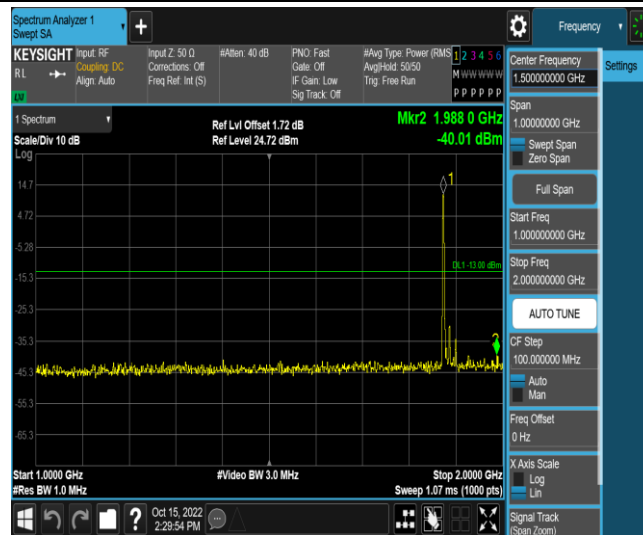 Spectrum Analyzer 1
Swept SA
Frequency
KEYSIGHT
RL
Input: RF
Coupling: DC
Align: Auto
Input Z: 50 Ω
Corrections: Off
Freq Ref: Int (S)
#Atten: 40 dB
PNO: Fast
Gate: Off
IF Gain: Low
Sig Track: Off
#Avg Type: Power (RMS
Avg|Hold: 50/50
Trig: Free Run
1 2 3 4 5 6
M W W W W W
P P P P P P
LNI
1 Spectrum
Scale/Div 10 dB
Log
Ref Lvl Offset 1.72 dB
Ref Level 24.72 dBm
Mkr2 1.988 0 GHz
-40.01 dBm
14.7
4.72
-5.28
-15.3
-25.3
-35.3
-45.3
-55.3
-65.3
1
2
DL1 -13.00 dBm
Start 1.0000 GHz
#Res BW 1.0 MHz
#Video BW 3.0 MHz
Stop 2.0000 GHz
Sweep 1.07 ms (1000 pts)
Oct 15, 2022
2:29:54 PM
Center Frequency
1.500000000 GHz
Settings
Span
1.00000000 GHz
Swept Span
Zero Span
Full Span
Start Freq
1.000000000 GHz
Stop Freq
2.000000000 GHz
AUTO TUNE
CF Step
100.000000 MHz
Auto
Man
Freq Offset
0 Hz
X Axis Scale
Log
Lin
Signal Track
(Span Zoom)